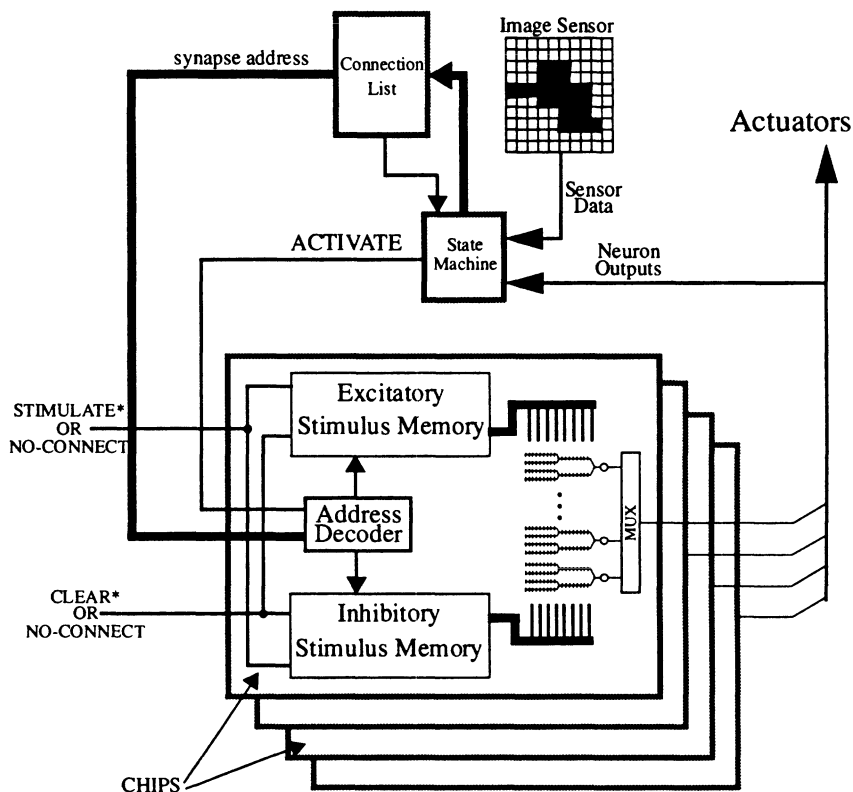 Image Sensor
synapse address
Connection
List
Actuators
Sensor
Data
ACTIVATE
State
Machine
Neuron
Outputs
Excitatory
Stimulus Memory
STIMULATE*
OR
NO-CONNECT
Address
Decoder
MUX
CLEAR*
OR
NO-CONNECT
Inhibitory
Stimulus Memory
CHIPS